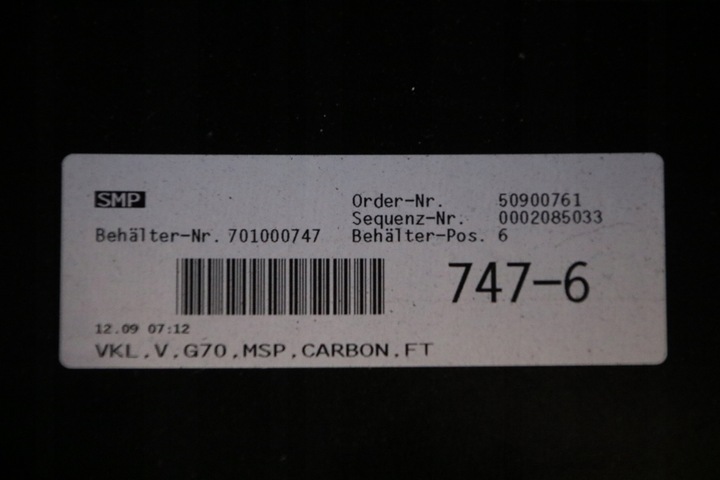 SMP
Order-Nr. 50900761
Sequenz-Nr. 0002085033
Behälter-Nr. 701000747 Behälter-Pos. 6
747-6
12.09 07:12
VKL.V.G70.MSP.CARBON.FT